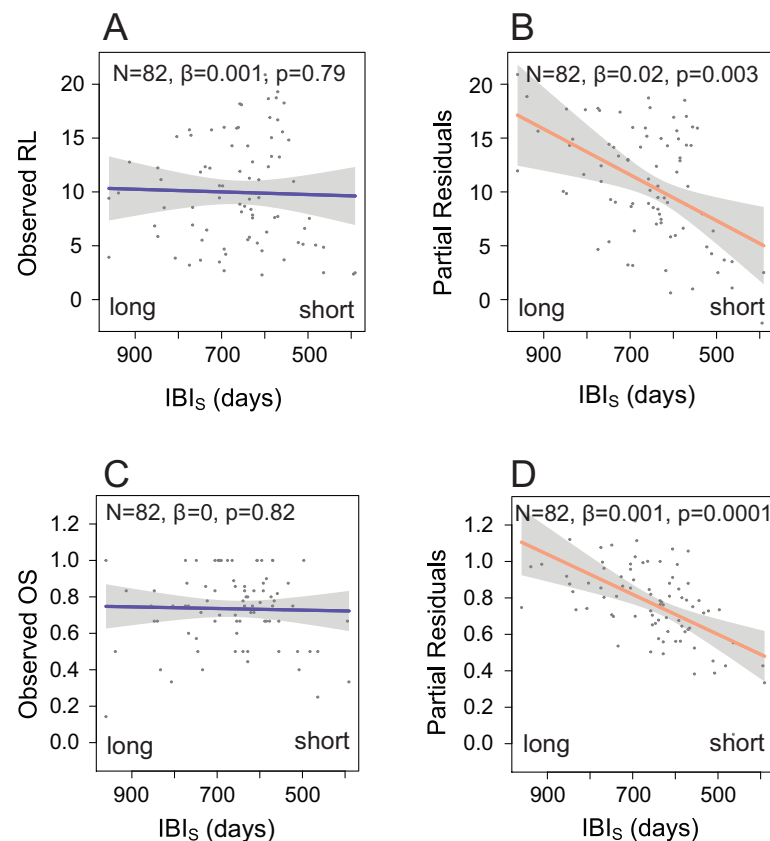 A
N=82, β=0.001, p=0.79
Observed RL
20
15
10
5
0
long
short
900
700
500
IBIS (days)
B
N=82, β=0.02, p=0.003
Partial Residuals
20
15
10
5
0
long
short
900
700
500
IBIS (days)
C
N=82, β=0, p=0.82
Observed OS
1.2
1.0
0.8
0.6
0.4
0.2
0.0
long
short
900
700
500
IBIS (days)
D
N=82, β=0.001, p=0.0001
Partial Residuals
1.2
1.0
0.8
0.6
0.4
0.2
0.0
long
short
900
700
500
IBIS (days)